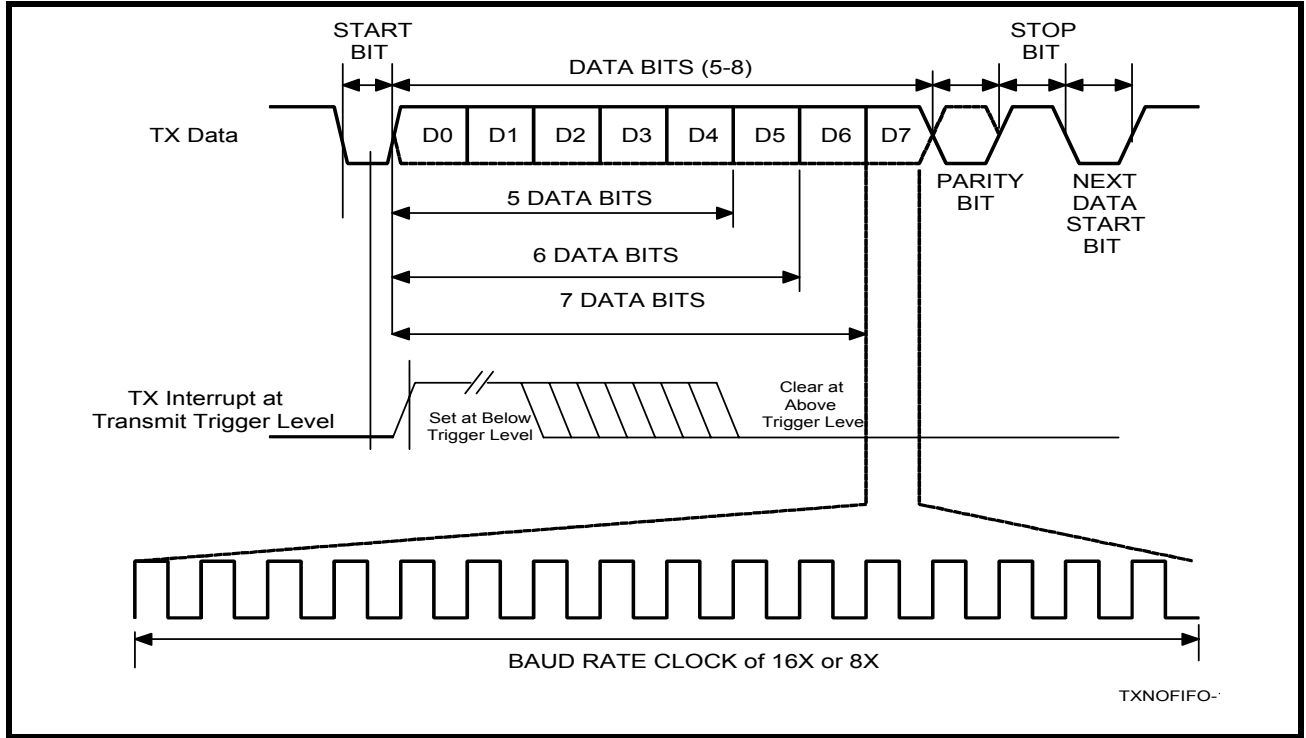 START
BIT
STOP
BIT
DATA BITS (5-8)
TX Data
D0 D1 D2 D3 D4 D5 D6 D7
PARITY
BIT
NEXT
DATA
START
BIT
5 DATA BITS
6 DATA BITS
7 DATA BITS
TX Interrupt at
Transmit Trigger Level
Set at Below
Trigger Level
Clear at
Above
Trigger Leve
BAUD RATE CLOCK of 16X or 8X
TXNOFIFO-